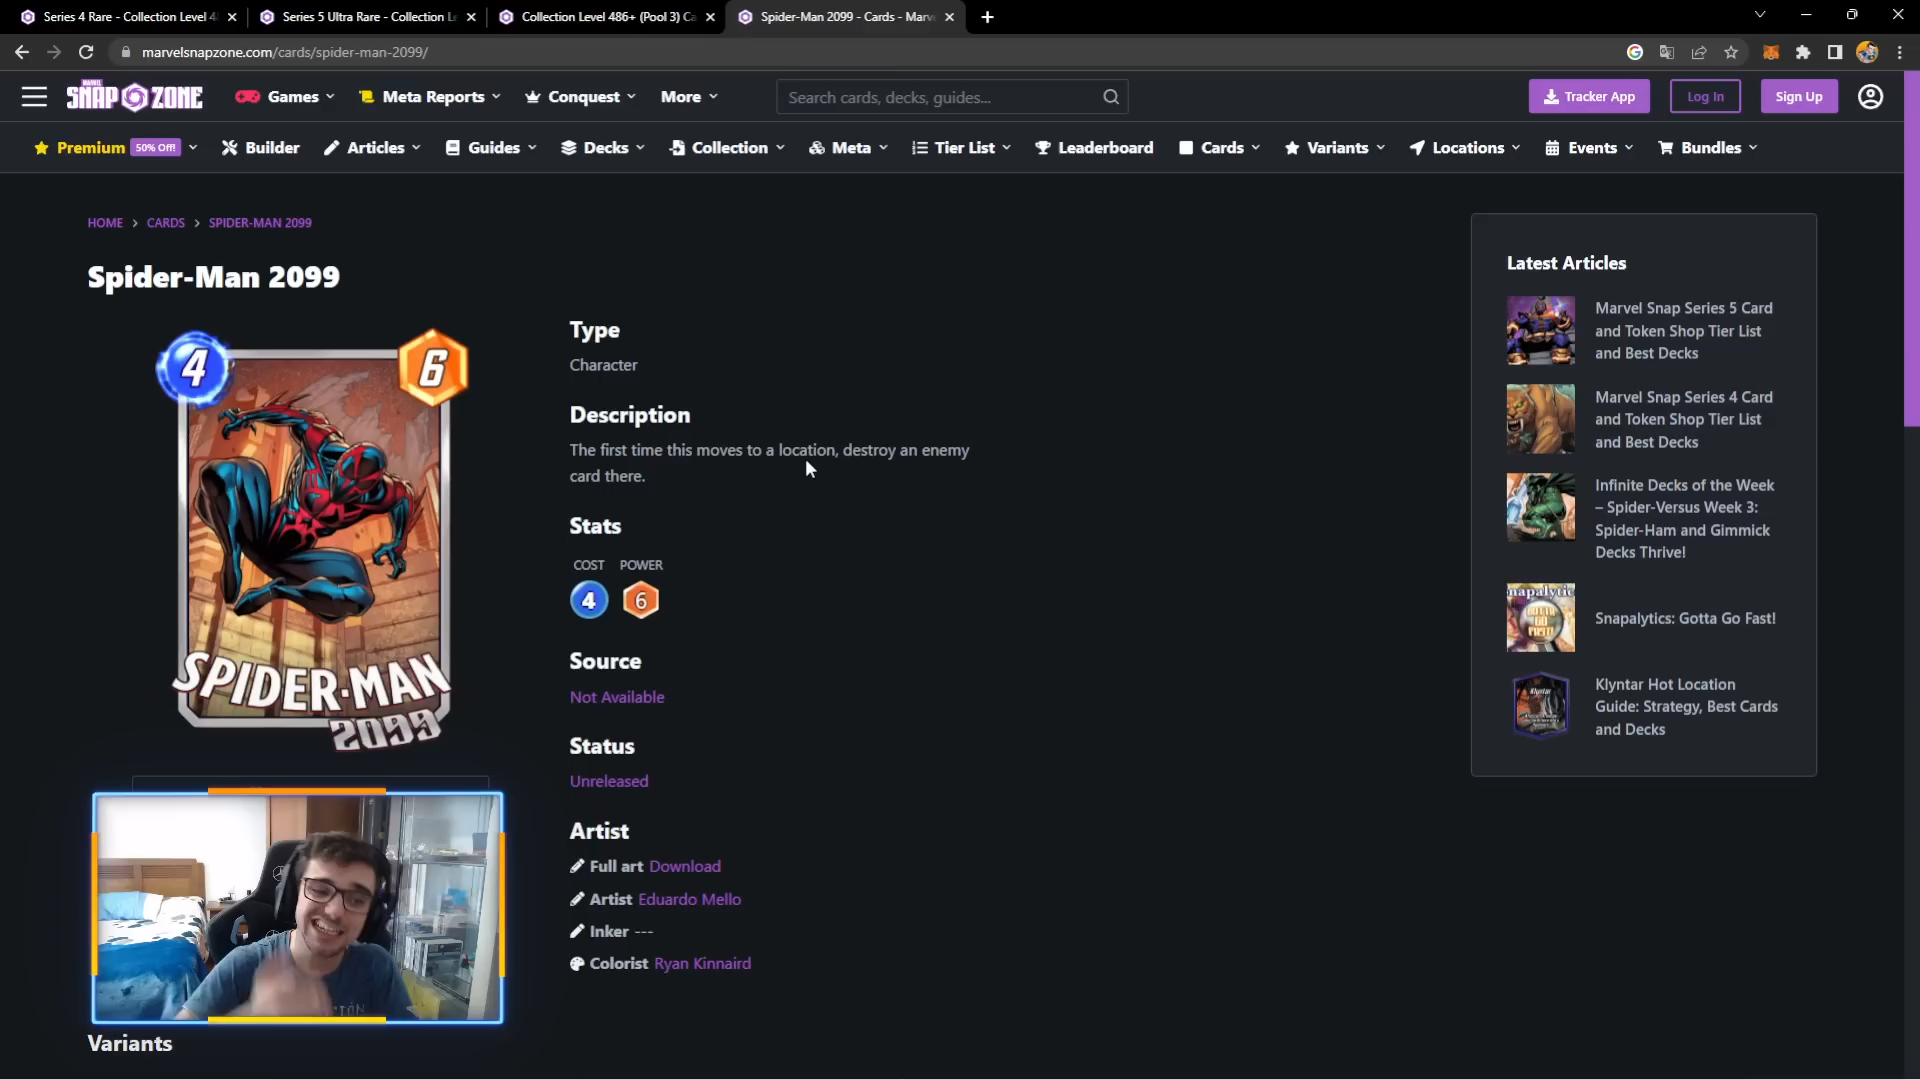 Series 4 Rare - Collection Level 4
Series 5 Ultra Rare - Collection Le
Collection Level 486+ (Pool 3) Ca
Spider-Man 2099 - Cards - Marv
marvelsnapzone.com/cards/spider-man-2099/
MARVEL
SNAP ZONE
Games
Meta Reports
Conquest
More
Search cards, decks, guides...
Tracker App
Log In
Sign Up
Premium 50% Off!
Builder
Articles
Guides
Decks
Collection
Meta
Tier List
Leaderboard
Cards
Variants
Locations
Events
Bundles
HOME > CARDS > SPIDER-MAN 2099
Spider-Man 2099
4
6
SPIDER-MAN
2099
Type
Character
Description
The first time this moves to a location, destroy an enemy
card there.
Stats
COST POWER
4 6
Source
Not Available
Status
Unreleased
Artist
Full art Download
Artist Eduardo Mello
Inker ---
Colorist Ryan Kinnaird
Variants
Latest Articles
Marvel Snap Series 5 Card
and Token Shop Tier List
and Best Decks
Marvel Snap Series 4 Card
and Token Shop Tier List
and Best Decks
Infinite Decks of the Week
– Spider-Versus Week 3:
Spider-Ham and Gimmick
Decks Thrive!
Snapalytics: Gotta Go Fast!
Klyntar Hot Location
Guide: Strategy, Best Cards
and Decks